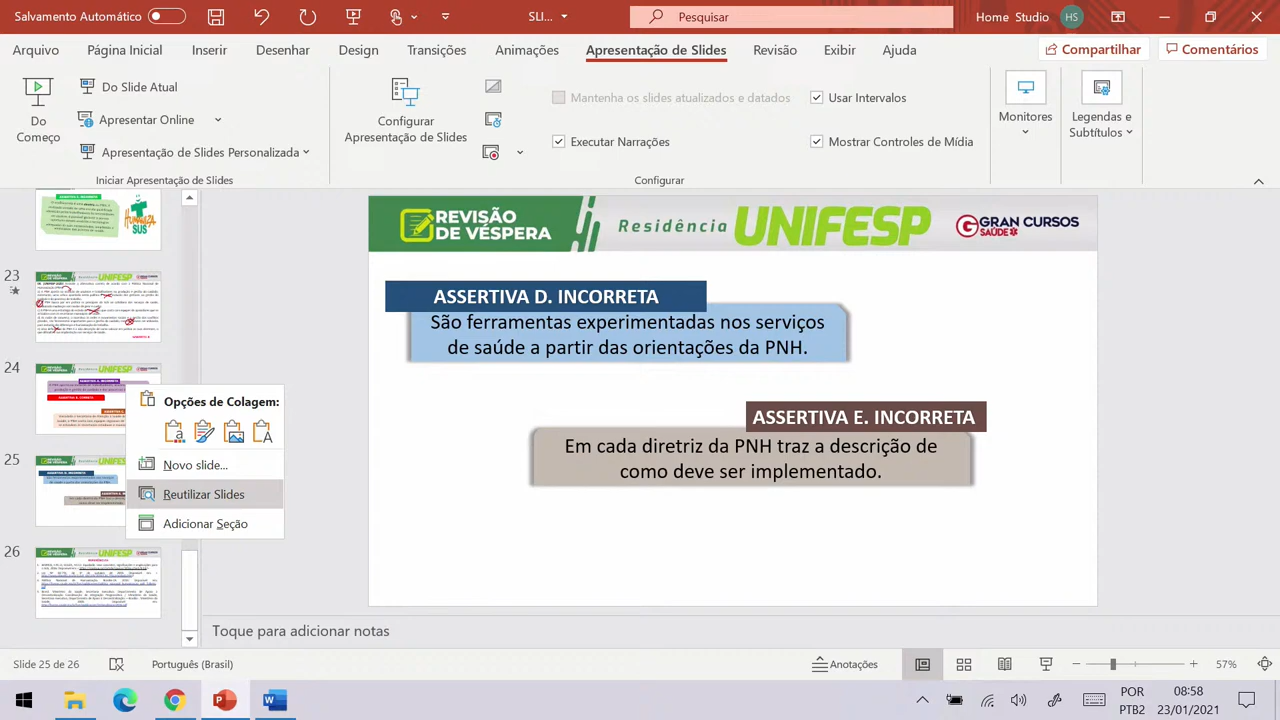 Salvamento Automático
SLI...
Pesquisar
Home Studio
HS
Arquivo
Página Inicial
Inserir
Desenhar
Design
Transições
Animações
Apresentação de Slides
Revisão
Exibir
Ajuda
Compartilhar
Comentários
Do Começo
Do Slide Atual
Apresentar Online
Apresentação de Slides Personalizada
Iniciar Apresentação de Slides
Configurar
Apresentação de Slides
Mantenha os slides atualizados e datados
Usar Intervalos
Executar Narrações
Mostrar Controles de Mídia
Configurar
Monitores
Legendas e
Subtítulos
REVISÃO
DE VÉSPERA
Residência
UNIFESP
GRAN CURSOS
SAÚDE
ASSERTIVA D. INCORRETA
São ferramentas experimentadas nos serviços
de saúde a partir das orientações da PNH.
ASSERTIVA E. INCORRETA
Em cada diretriz da PNH traz a descrição de
como deve ser implementado.
23
24
25
26
Opções de Colagem:
Novo slide...
Reutilizar Slides
Adicionar Seção
Toque para adicionar notas
Slide 25 de 26
Português (Brasil)
Anotações
57%
POR
PTB2
08:58
23/01/2021